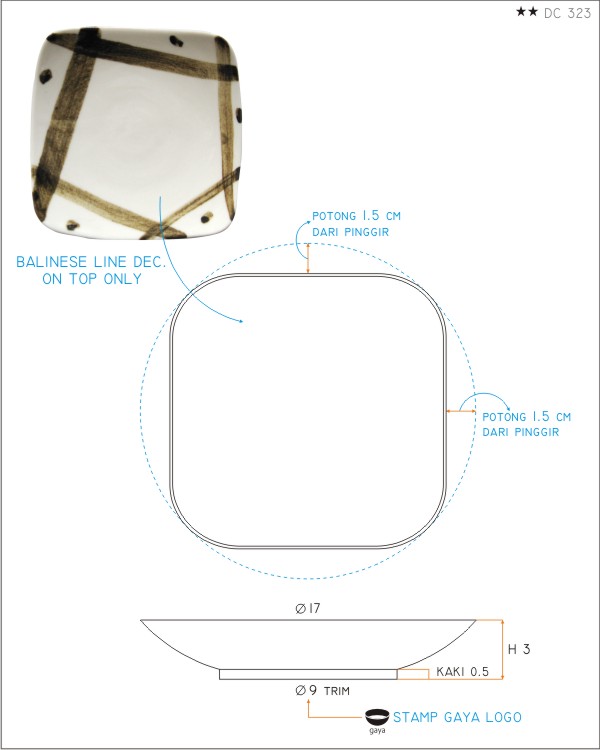 ★★ DC 323
POTONG 1.5 CM
DARI PINGGIR
BALINESE LINE DEC.
ON TOP ONLY
POTONG 1.5 CM
DARI PINGGIR
Ø17
H 3
KAKI 0.5
Ø9 TRIM
STAMP GAYA LOGO
gaya